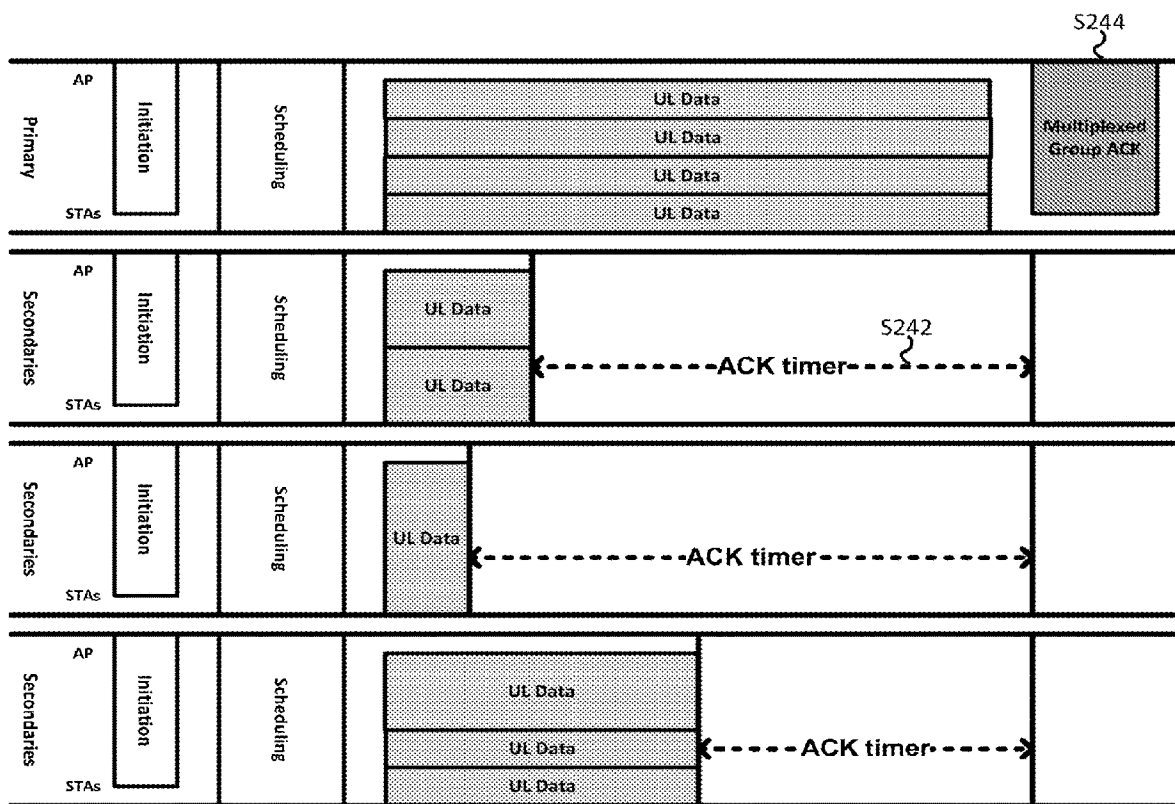 S244
Primary
AP
STAs
Initiation
Scheduling
UL Data
UL Data
UL Data
UL Data
Multiplexed
Group ACK
Secondaries
AP
STAs
Initiation
Scheduling
UL Data
UL Data
S242
ACK timer
Secondaries
AP
STAs
Initiation
Scheduling
UL Data
ACK timer
Secondaries
AP
STAs
Initiation
Scheduling
UL Data
UL Data
UL Data
ACK timer